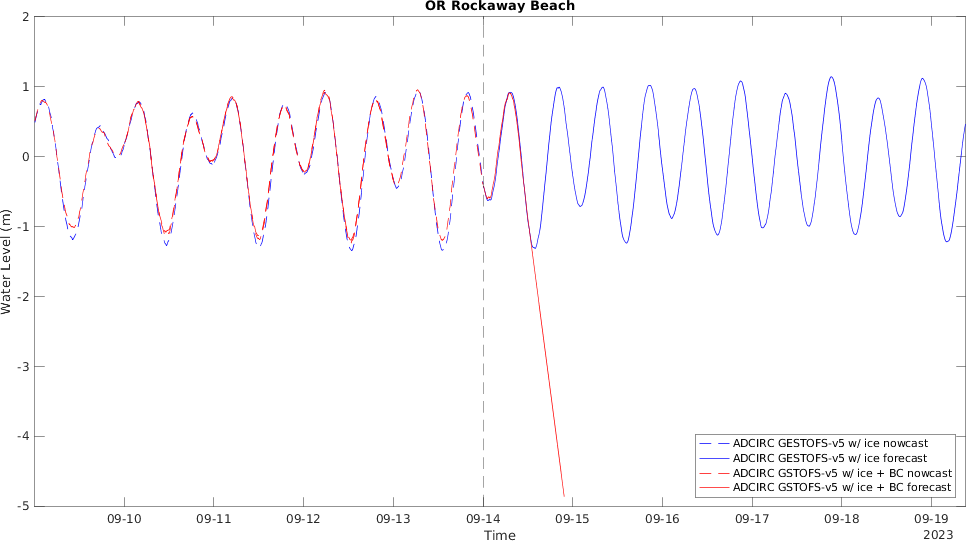 OR Rockaway Beach
2
1
0
-1
-2
-3
-4
-5
Water Level (m)
ADCIRC GESTOFS-v5 w/ ice nowcast
ADCIRC GESTOFS-v5 w/ ice forecast
ADCIRC GSTOFS-v5 w/ ice + BC nowcast
ADCIRC GSTOFS-v5 w/ ice + BC forecast
09-10 09-11 09-12 09-13 09-14 09-15 09-16 09-17 09-18 09-19
Time 2023